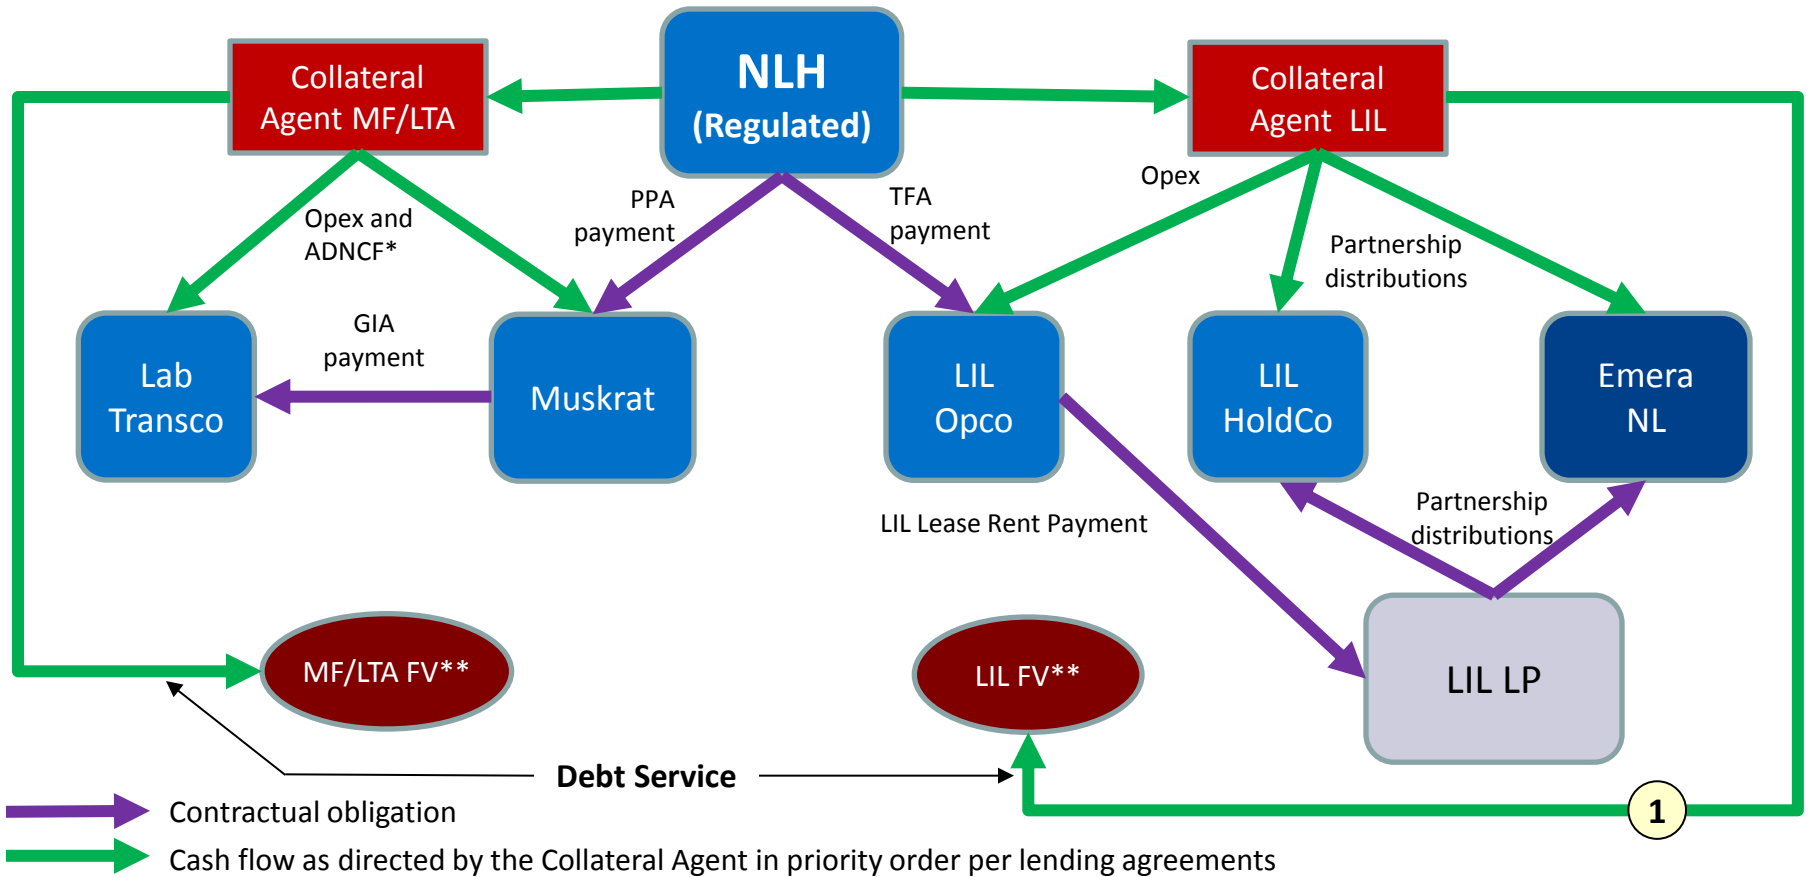 Collateral
Agent MF/LTA
NLH
(Regulated)
Collateral
Agent LIL
Opex
PPA
payment
TFA
payment
Opex and
ADNCF*
Partnership
distributions
GIA
payment
Lab
Transco
Muskrat
LIL
Opco
LIL
HoldCo
Emera
NL
LIL Lease Rent Payment
Partnership
distributions
MF/LTA FV**
LIL FV**
LIL LP
Debt Service
1
Contractual obligation
Cash flow as directed by the Collateral Agent in priority order per lending agreements